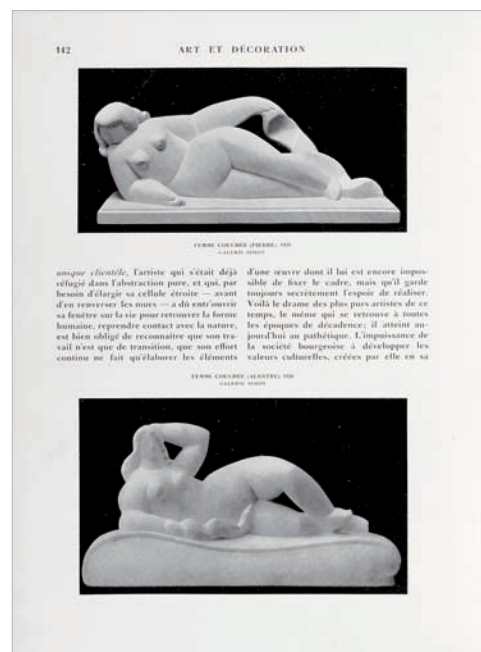 142
ART ET DÉCORATION
FEMME COUCHÉE (PIERRE)
GALERIE SIMON
unique clientèle, l'artiste qui s'était déjà
réfugié dans l'abstraction pure, et qui, par
besoin d'élargir sa cellule étroite — avant
d'en renverser les murs — a dû entr'ouvrir
sa fenêtre sur la vie pour retrouver la forme
humaine, reprendre contact avec la nature,
est bien obligé de reconnaître que son tra-
vail n'est que de transition, que son effort
continu ne fait qu'élaborer les éléments
d'une œuvre dont il lui est encore impos-
sible de fixer le cadre, mais qu'il garde
toujours secrètement l'espoir de réaliser.
Voilà le drame des plus purs artistes de ce
temps, le même qui se retrouve à toutes
les époques de décadence; il atteint au-
jourd'hui au pathétique. L'impuissance de
la société bourgeoise à développer les
valeurs culturelles, créées par elle en sa
FEMME COUCHÉE (ALBATRE)
GALERIE SIMON